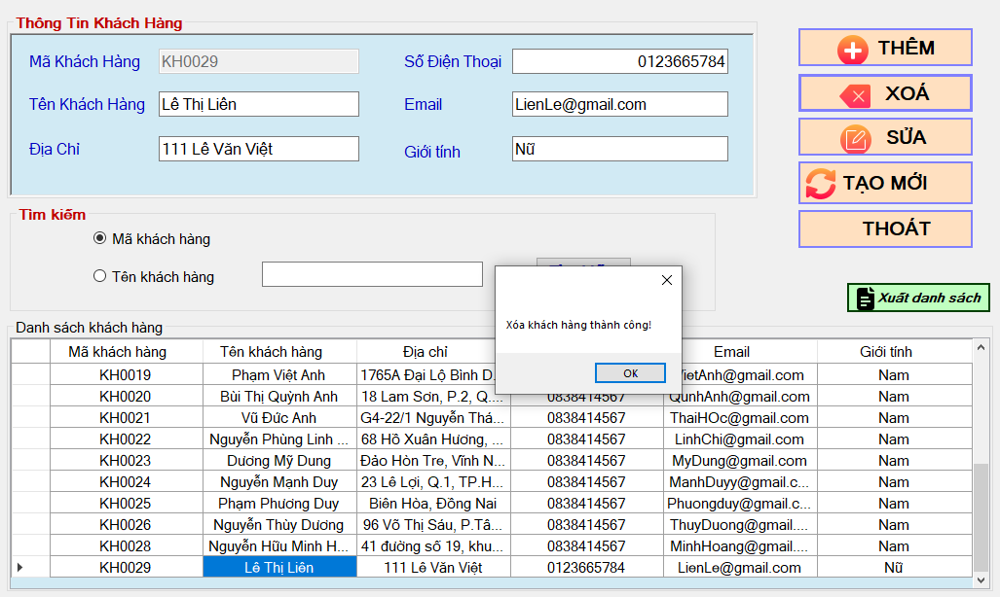 Thông Tin Khách Hàng
Mã Khách Hàng KH0029 Số Điện Thoại 0123665784
Tên Khách Hàng Lê Thị Liên Email LienLe@gmail.com
Địa Chỉ 111 Lê Văn Việt Giới tính Nữ
THÊM
XOÁ
SỬA
TẠO MỚI
THOÁT
Tìm kiếm
Mã khách hàng
Tên khách hàng
Xuất danh sách
Xóa khách hàng thành công!
OK
Danh sách khách hàng
Mã khách hàng Tên khách hàng Địa chỉ Email Giới tính
KH0019 Phạm Việt Anh 1765A Đại Lộ Bình D... VietAnh@gmail.com Nam
KH0020 Bùi Thị Quỳnh Anh 18 Lam Sơn, P.2, Q.... 0838414567 QunhAnh@gmail.com Nam
KH0021 Vũ Đức Anh G4-22/1 Nguyễn Thá... 0838414567 ThaiHOc@gmail.com Nam
KH0022 Nguyễn Phùng Linh ... 68 Hồ Xuân Hương, ... 0838414567 LinhChi@gmail.com Nam
KH0023 Dương Mỹ Dung Đảo Hòn Tre, Vĩnh N... 0838414567 MyDung@gmail.com Nam
KH0024 Nguyễn Mạnh Duy 23 Lê Lợi, Q.1, TP.H... 0838414567 ManhDuyy@gmail.c... Nam
KH0025 Phạm Phương Duy Biên Hòa, Đồng Nai 0838414567 Phuongduy@gmail.c... Nam
KH0026 Nguyễn Thùy Dương 96 Võ Thị Sáu, P.Tâ... 0838414567 ThuyDuong@gmail.... Nam
KH0028 Nguyễn Hữu Minh H... 41 đường số 19, khu... 0838414567 MinhHoang@gmail.... Nam
KH0029 Lê Thị Liên 111 Lê Văn Việt 0123665784 LienLe@gmail.com Nữ